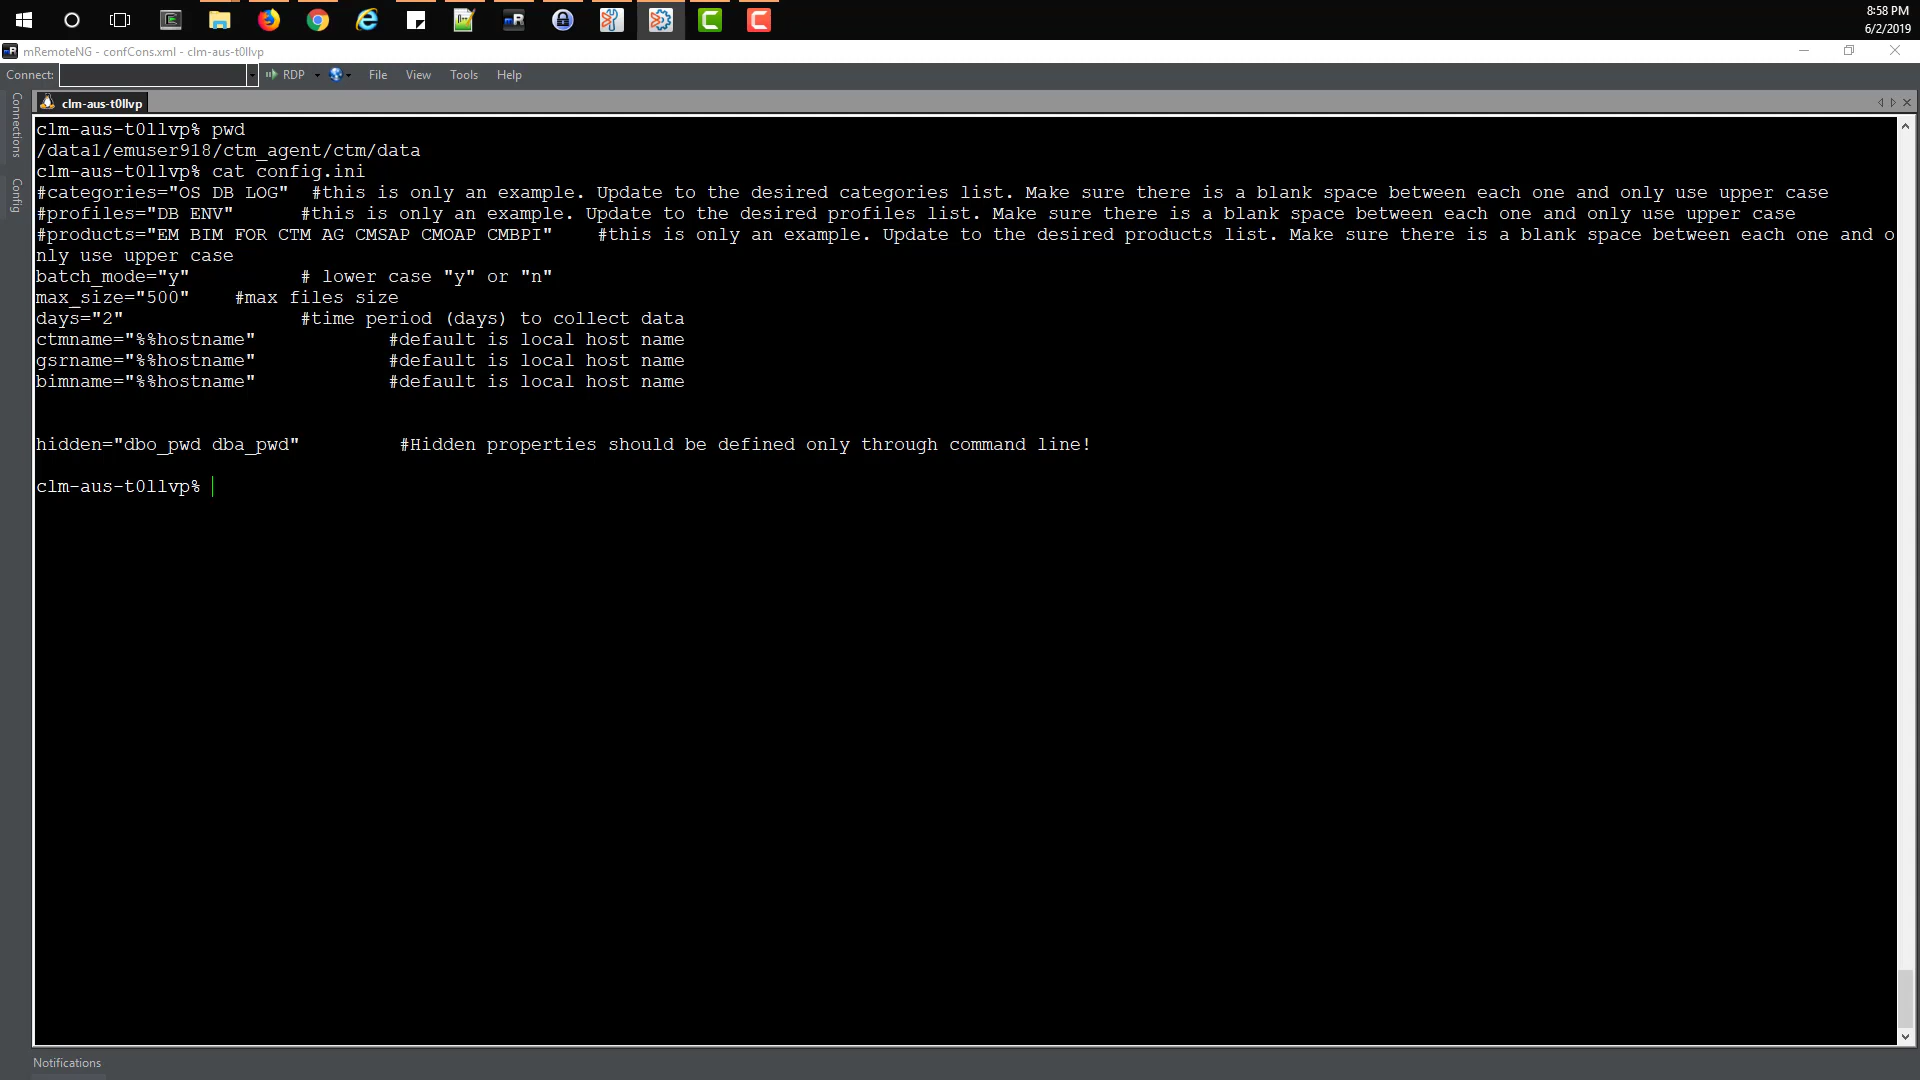 8:58 PM
6/2/2019
mRemoteNG - confCons.xml - clm-aus-t0llvp
Connect:
RDP
File
View
Tools
Help
Connections
Config
clm-aus-t0llvp
clm-aus-t0llvp% pwd
/data1/emuser918/ctm_agent/ctm/data
clm-aus-t0llvp% cat config.ini
#categories="OS DB LOG"  #this is only an example. Update to the desired categories list. Make sure there is a blank space between each one and only use upper case
#profiles="DB ENV"      #this is only an example. Update to the desired profiles list. Make sure there is a blank space between each one and only use upper case
#products="EM BIM FOR CTM AG CMSAP CMOAP CMBPI"    #this is only an example. Update to the desired products list. Make sure there is a blank space between each one and o
nly use upper case
batch_mode="y"          # lower case "y" or "n"
max_size="500"    #max files size
days="2"                #time period (days) to collect data
ctmname="%%hostname"            #default is local host name
gsrname="%%hostname"            #default is local host name
bimname="%%hostname"            #default is local host name
hidden="dbo_pwd dba_pwd"         #Hidden properties should be defined only through command line!
clm-aus-t0llvp%
Notifications